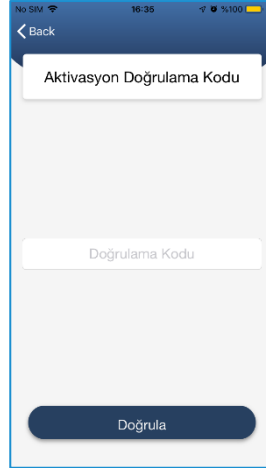 No SIM 16:35 %100
Back
Aktivasyon Doğrulama Kodu
Doğrulama Kodu
Doğrula